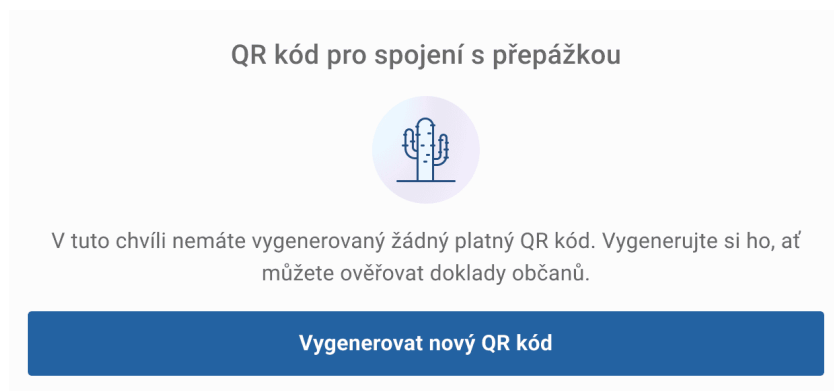 QR kód pro spojení s přepážkou
V tuto chvíli nemáte vygenerovaný žádný platný QR kód. Vygenerujte si ho, ať
můžete ověřovat doklady občanů.
Vygenerovat nový QR kód